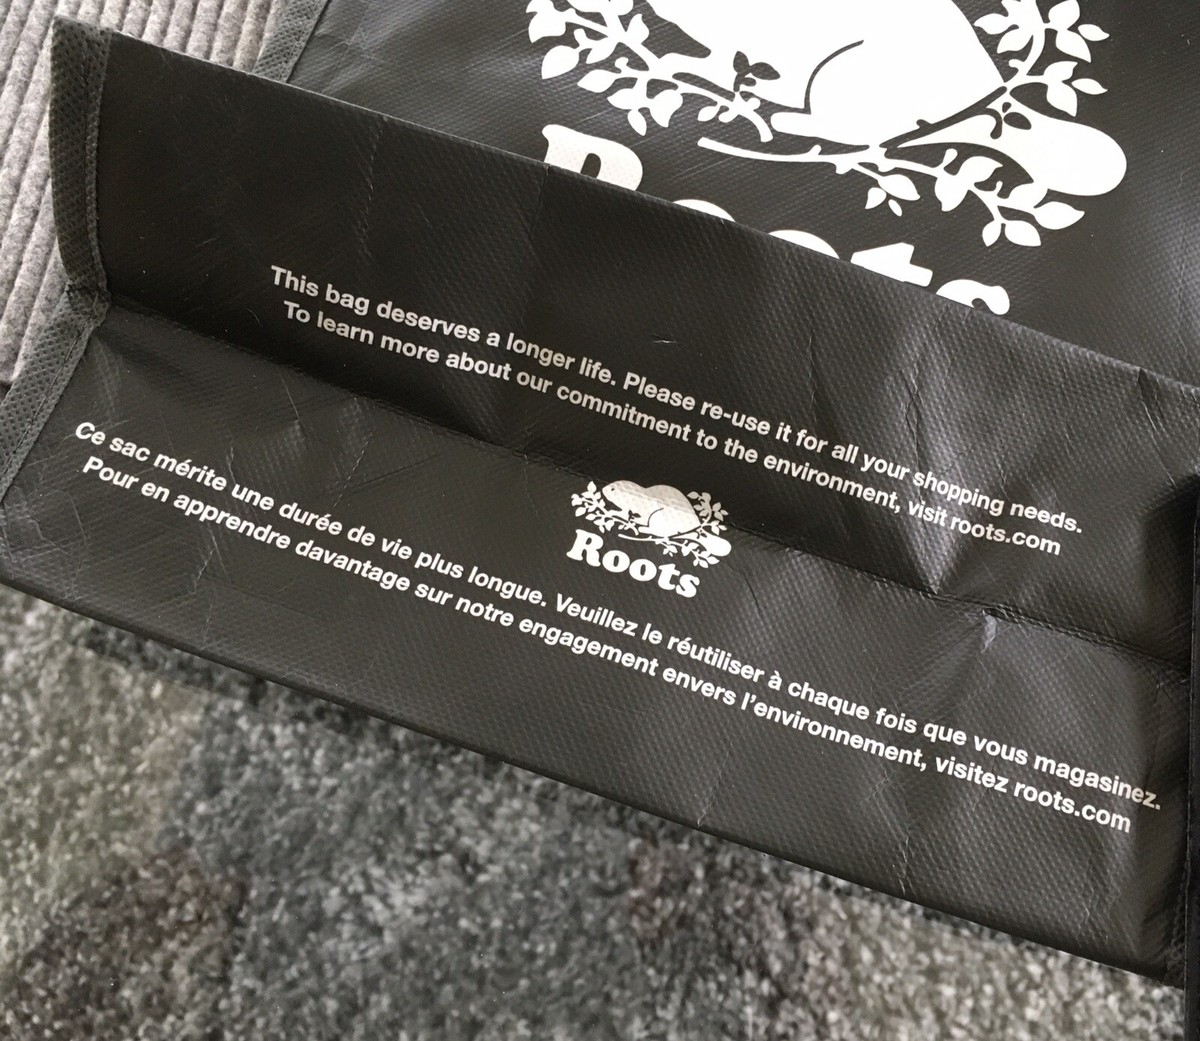 Roots
This bag deserves a longer life. Please re-use it for all your shopping needs.
To learn more about our commitment to the environment, visit roots.com
Roots
Ce sac mérite une durée de vie plus longue. Veuillez le réutiliser à chaque fois que vous magasinez.
Pour en apprendre davantage sur notre engagement envers l'environnement, visitez roots.com